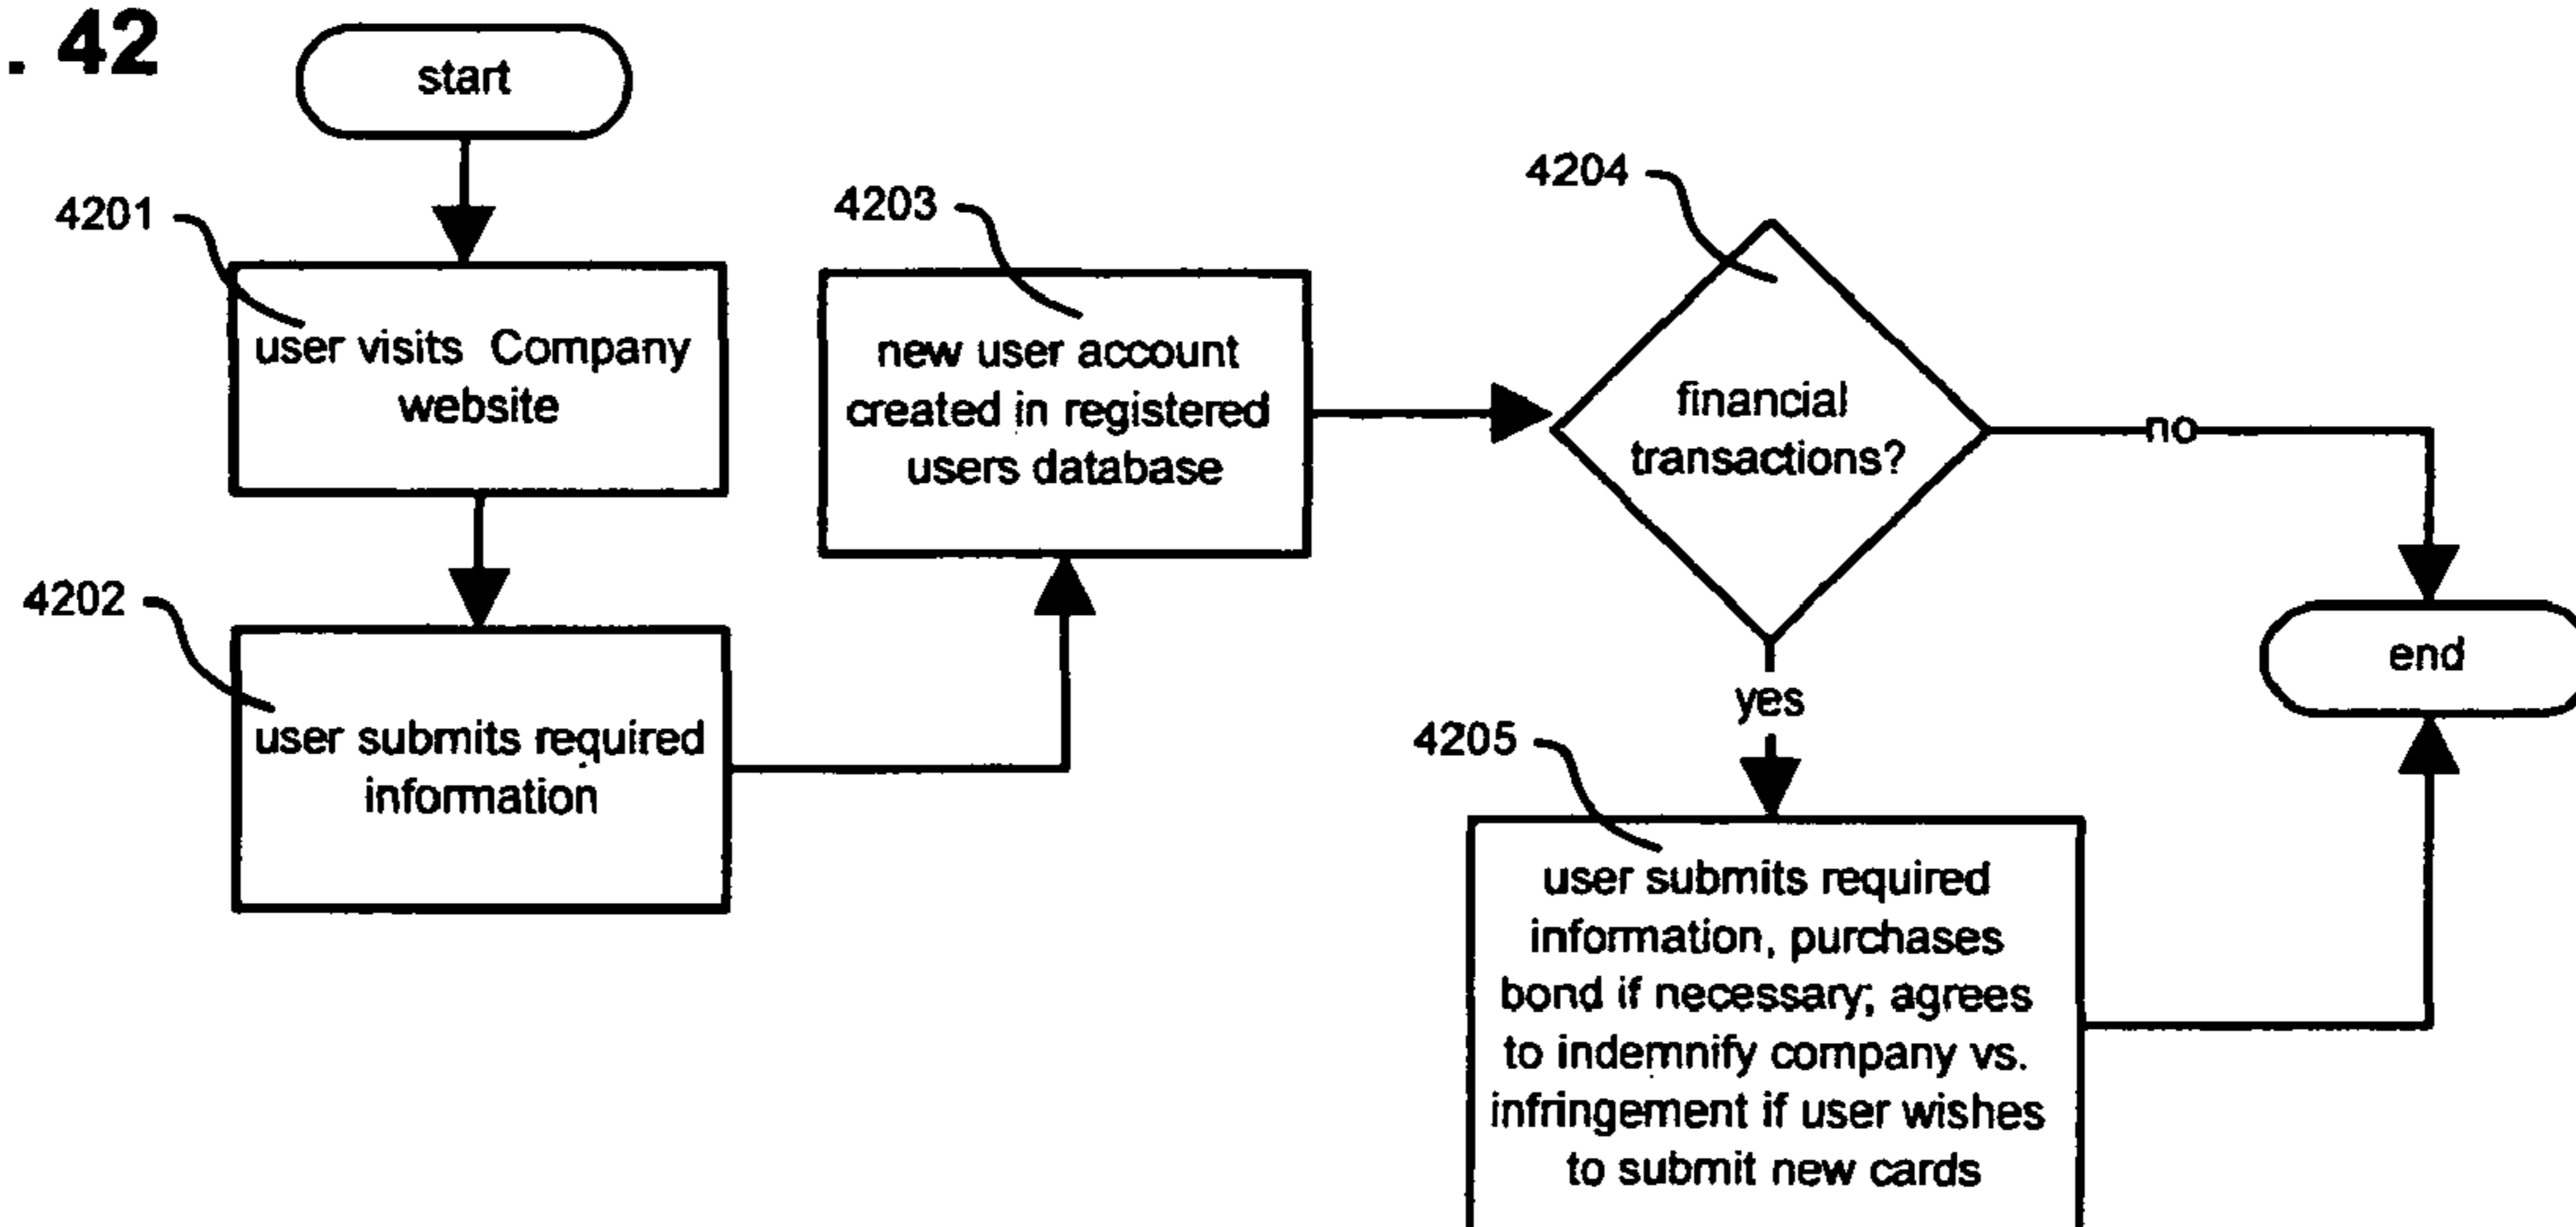 . 42
start
4201
user visits Company
website
4202
user submits required
information
4203
new user account
created in registered
users database
4204
financial
transactions?
no
yes
end
4205
user submits required
information, purchases
bond if necessary; agrees
to indemnify company vs.
infringement if user wishes
to submit new cards